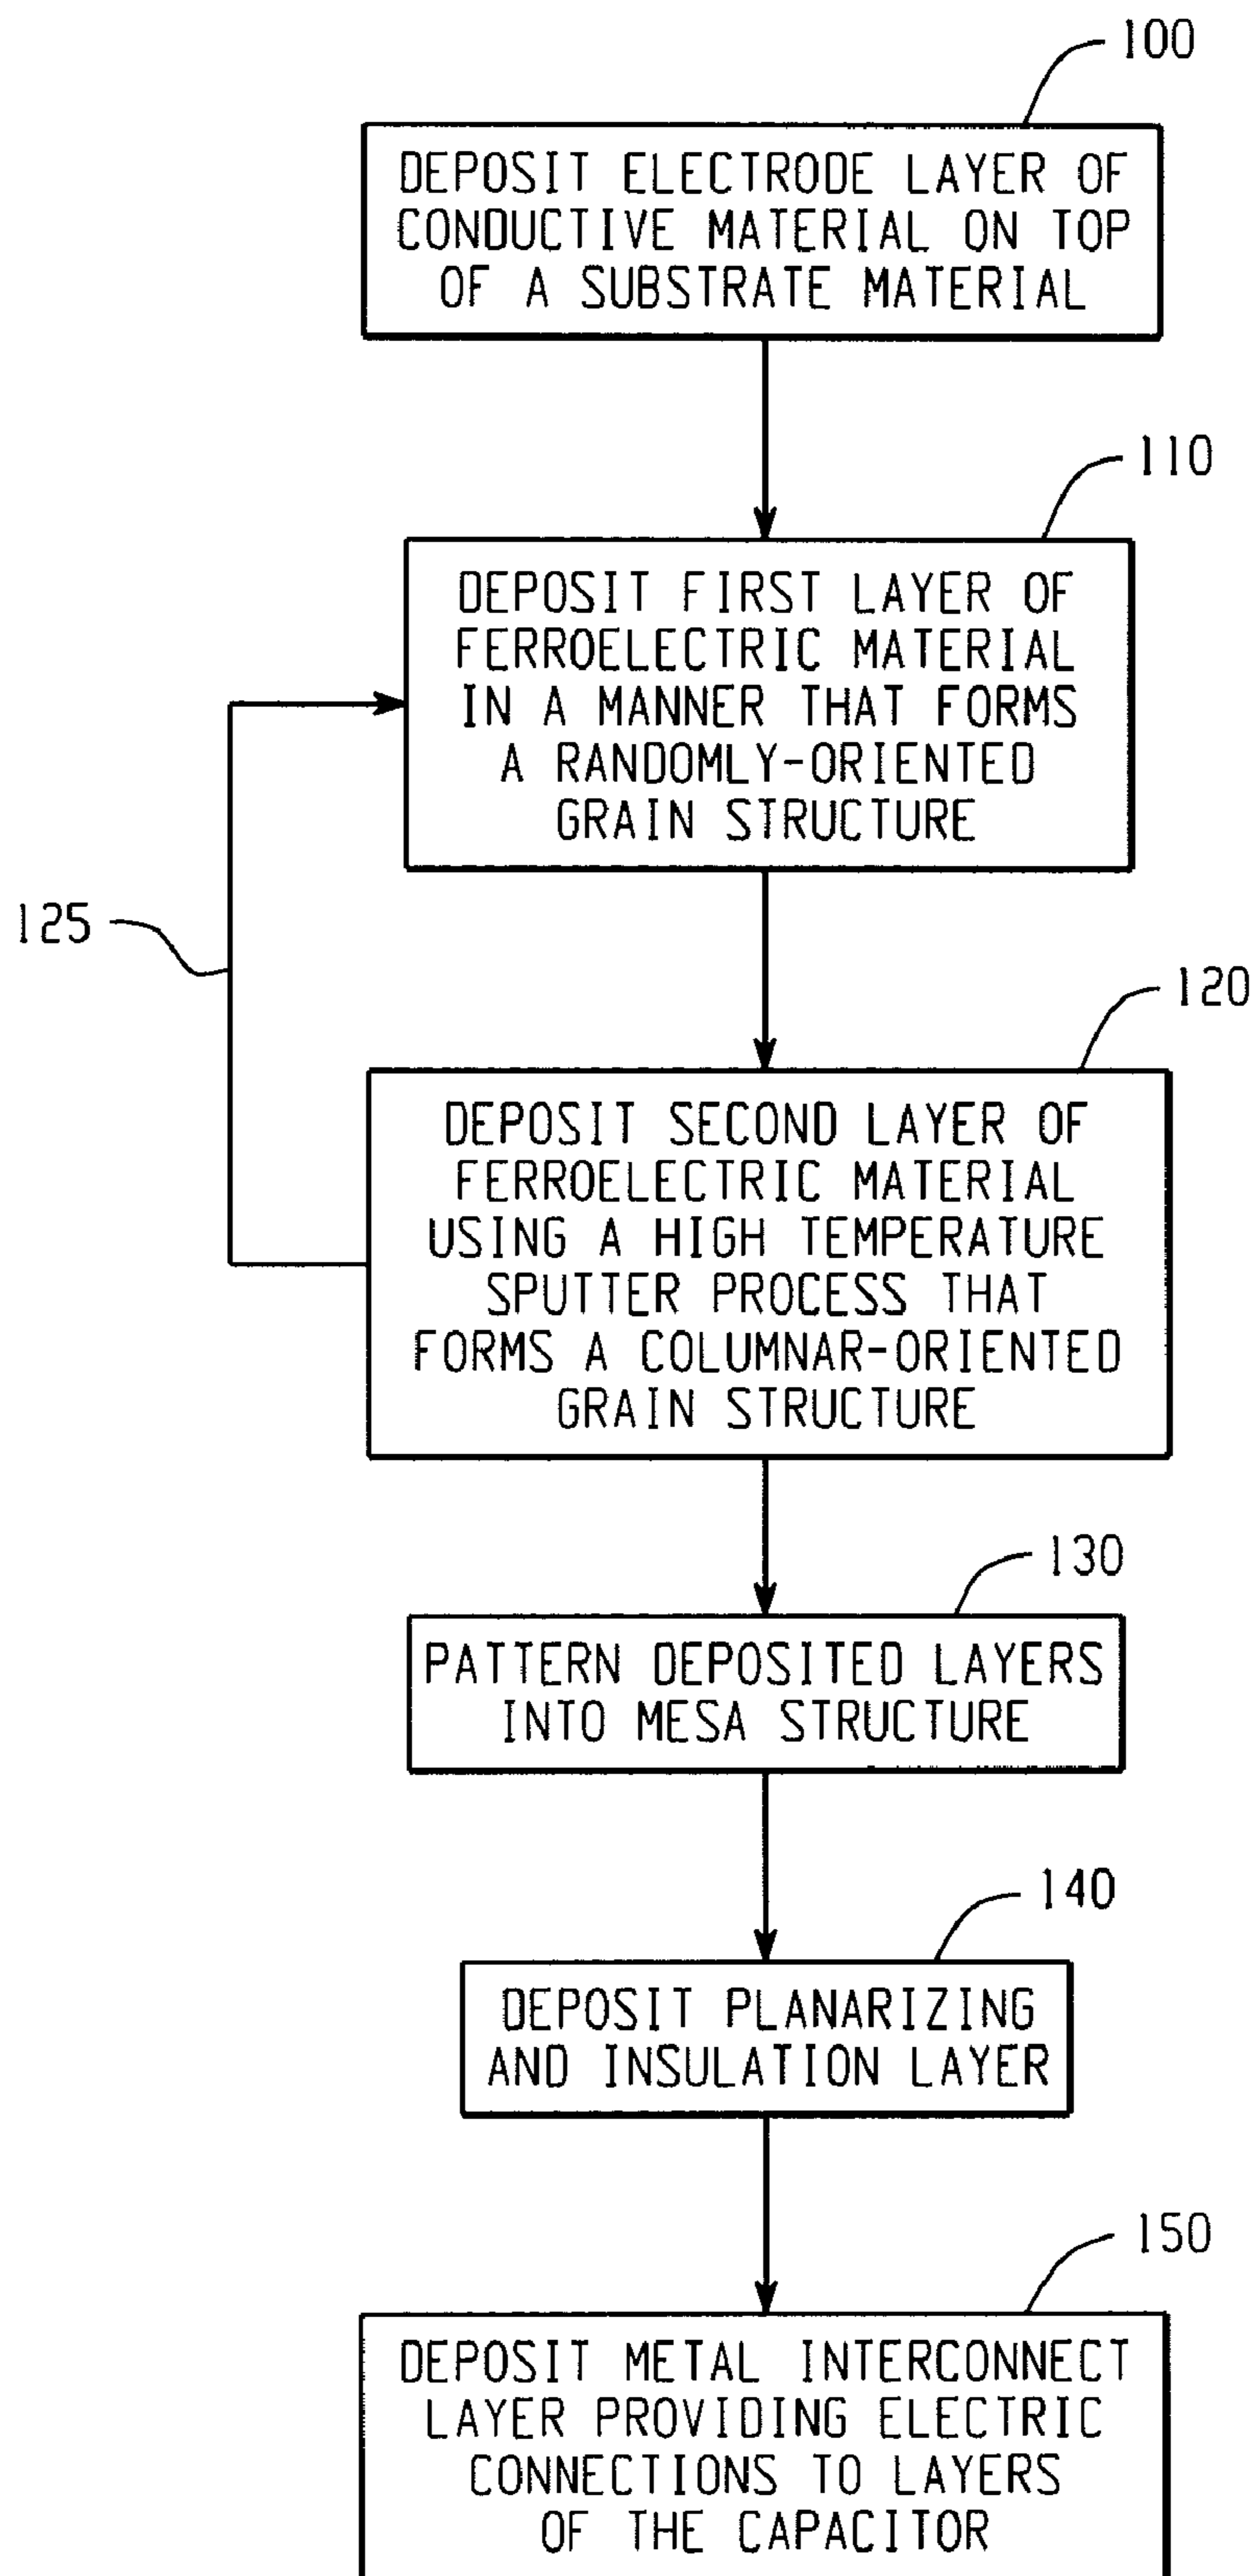 100
DEPOSIT ELECTRODE LAYER OF
CONDUCTIVE MATERIAL ON TOP
OF A SUBSTRATE MATERIAL
110
DEPOSIT FIRST LAYER OF
FERROELECTRIC MATERIAL
IN A MANNER THAT FORMS
A RANDOMLY-ORIENTED
GRAIN STRUCTURE
125
120
DEPOSIT SECOND LAYER OF
FERROELECTRIC MATERIAL
USING A HIGH TEMPERATURE
SPUTTER PROCESS THAT
FORMS A COLUMNAR-ORIENTED
GRAIN STRUCTURE
130
PATTERN DEPOSITED LAYERS
INTO MESA STRUCTURE
140
DEPOSIT PLANARIZING
AND INSULATION LAYER
150
DEPOSIT METAL INTERCONNECT
LAYER PROVIDING ELECTRIC
CONNECTIONS TO LAYERS
OF THE CAPACITOR